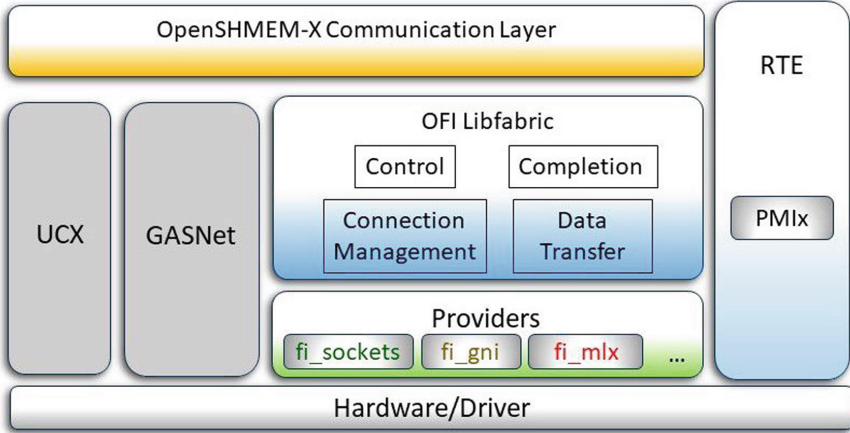 OpenSHMEM-X Communication Layer
RTE
OFI Libfabric
Control
Completion
UCX
GASNet
Connection
Management
Data
Transfer
PMIx
Providers
fi_sockets
fi_gni
fi_mlx
...
Hardware/Driver